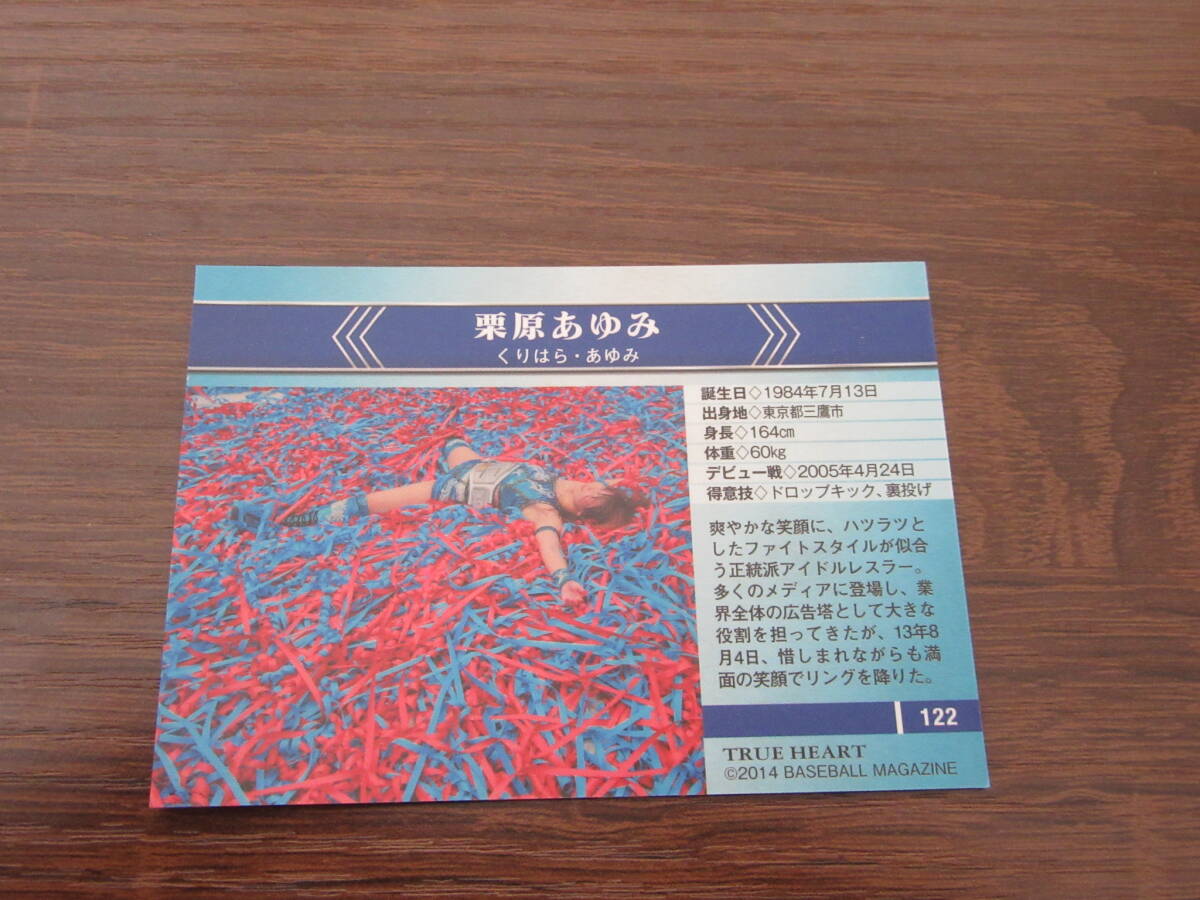 栗原あゆみ
くりはら・あゆみ
誕生日◇1984年7月13日
出身地◇東京都三鷹市
身長◇164㎝
体重◇60㎏
デビュー戦◇2005年4月24日
得意技◇ドロップキック、裏投げ
爽やかな笑顔に、ハツラツと
したファイトスタイルが似合
う正統派アイドルレスラー。
多くのメディアに登場し、業
界全体の広告塔として大きな
役割を担ってきたが、13年8
月4日、惜しまれながらも満
面の笑顔でリングを降りた。
122
TRUE HEART
©2014 BASEBALL MAGAZINE